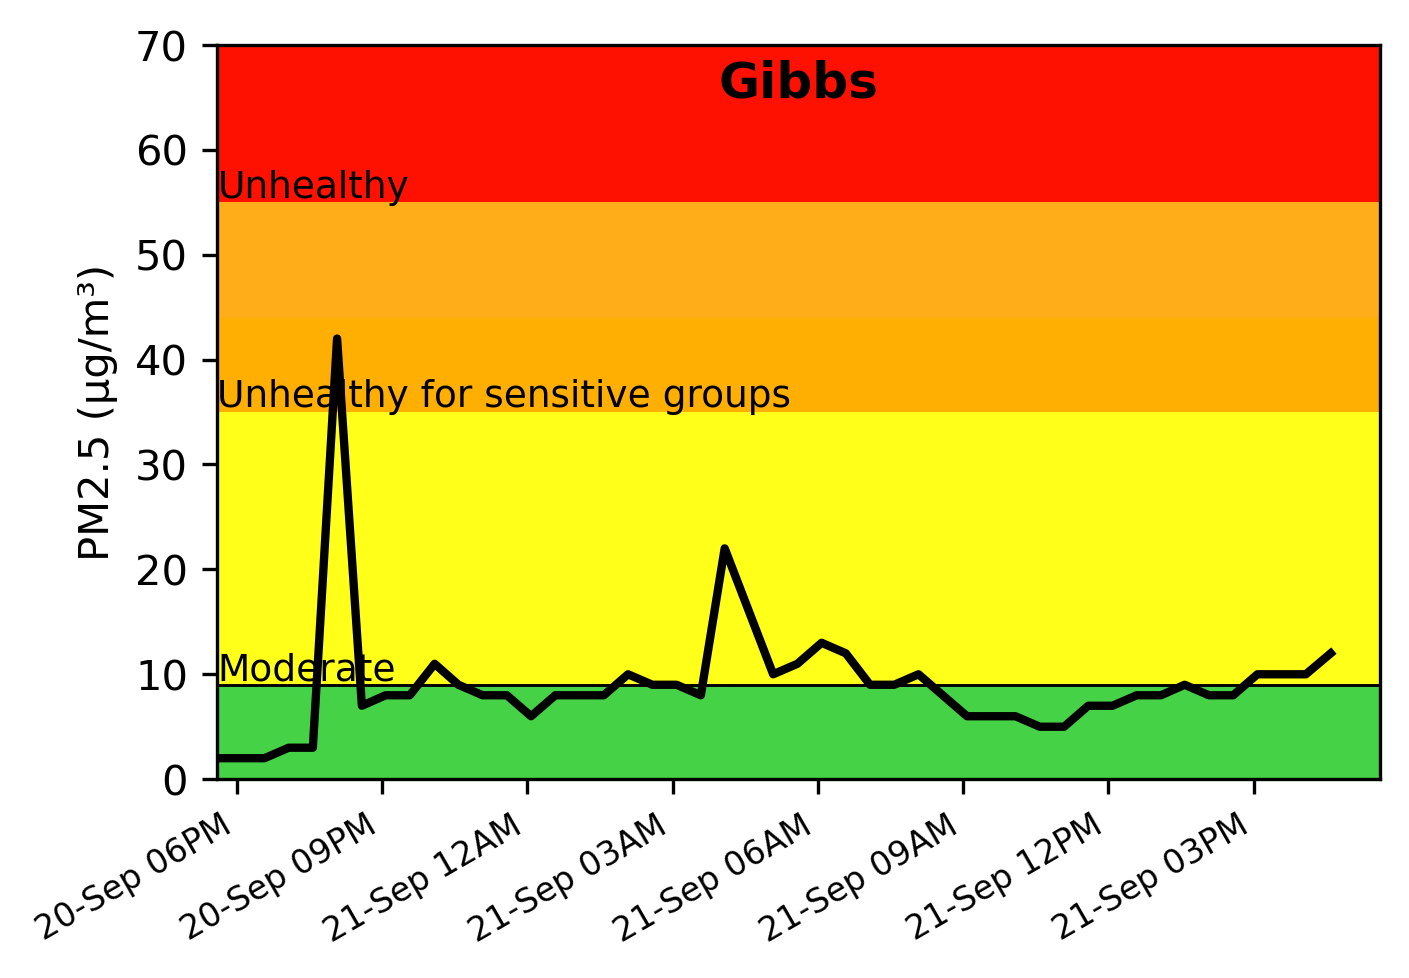 Gibbs
PM2.5 (µg/m³)
70
60
50
40
30
20
10
0
Unhealthy
Unhealthy for sensitive groups
Moderate
20-Sep 06PM
20-Sep 09PM
21-Sep 12AM
21-Sep 03AM
21-Sep 06AM
21-Sep 09AM
21-Sep 12PM
21-Sep 03PM